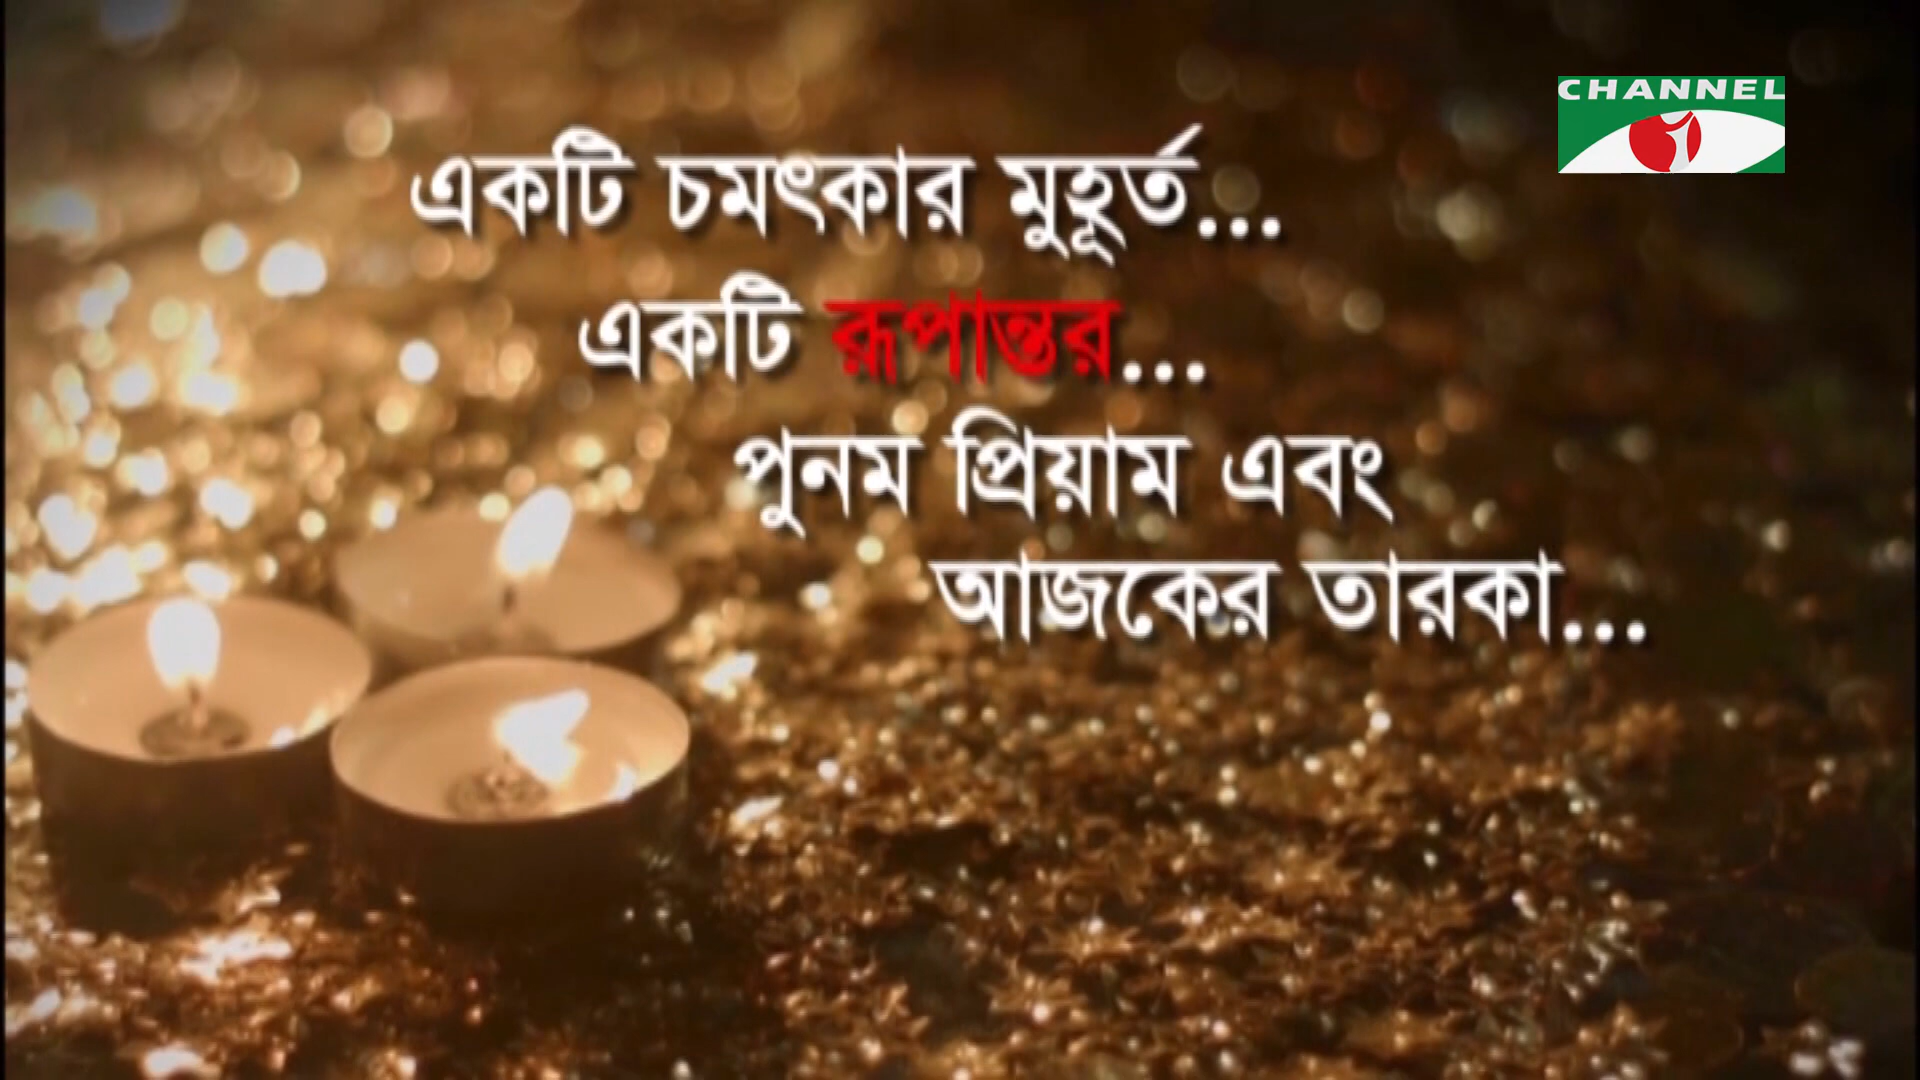 CHANNEL i
একটি চমৎকার মুহূর্ত...
একটি রূপান্তর...
পুনম প্রিয়াম এবং
আজকের তারকা...